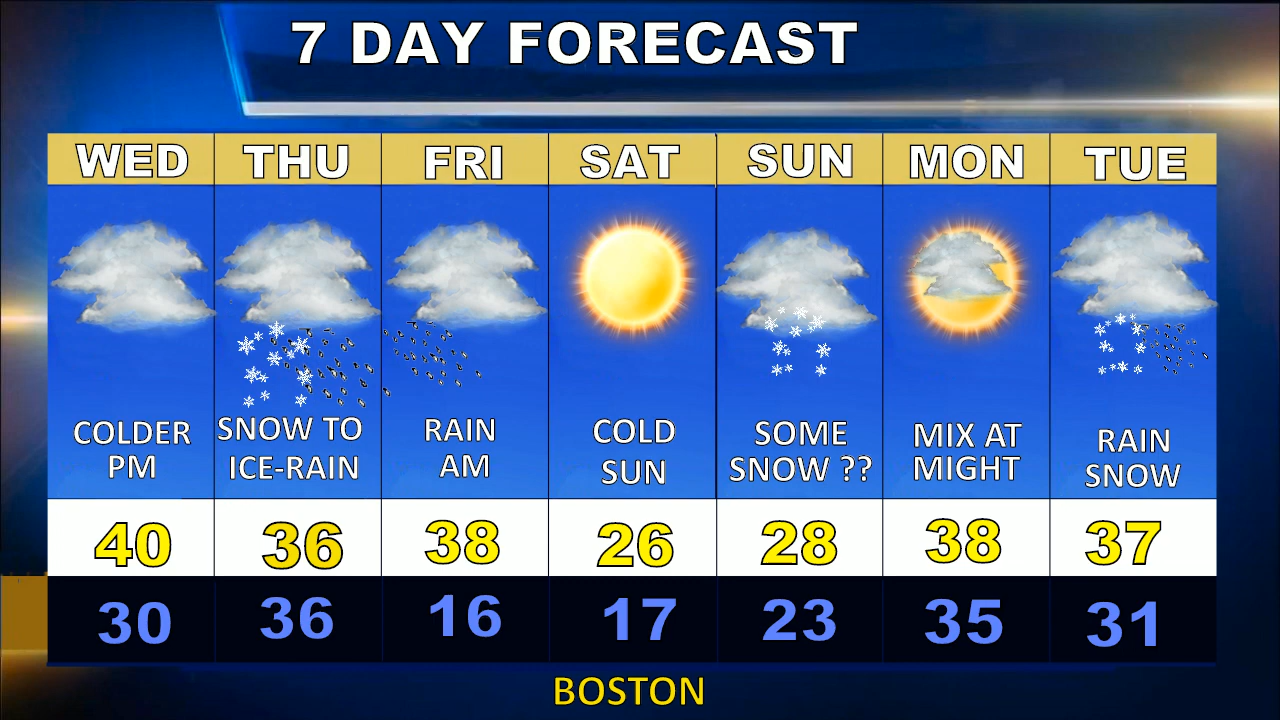 7 DAY FORECAST
WED THU FRI SAT SUN MON TUE
COLDER PM
SNOW TO ICE-RAIN
RAIN AM
COLD SUN
SOME SNOW ??
MIX AT MIGHT
RAIN SNOW
40 36 38 26 28 38 37
30 36 16 17 23 35 31
BOSTON